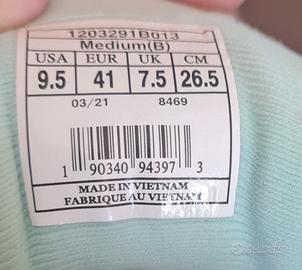 1203291B013
Medium(B)
USA EUR UK CM
9.5 41 7.5 26.5
03/21 8469
1 90340 94397 3
MADE IN VIETNAM
FABRIQUE AU VIETNAM
subito